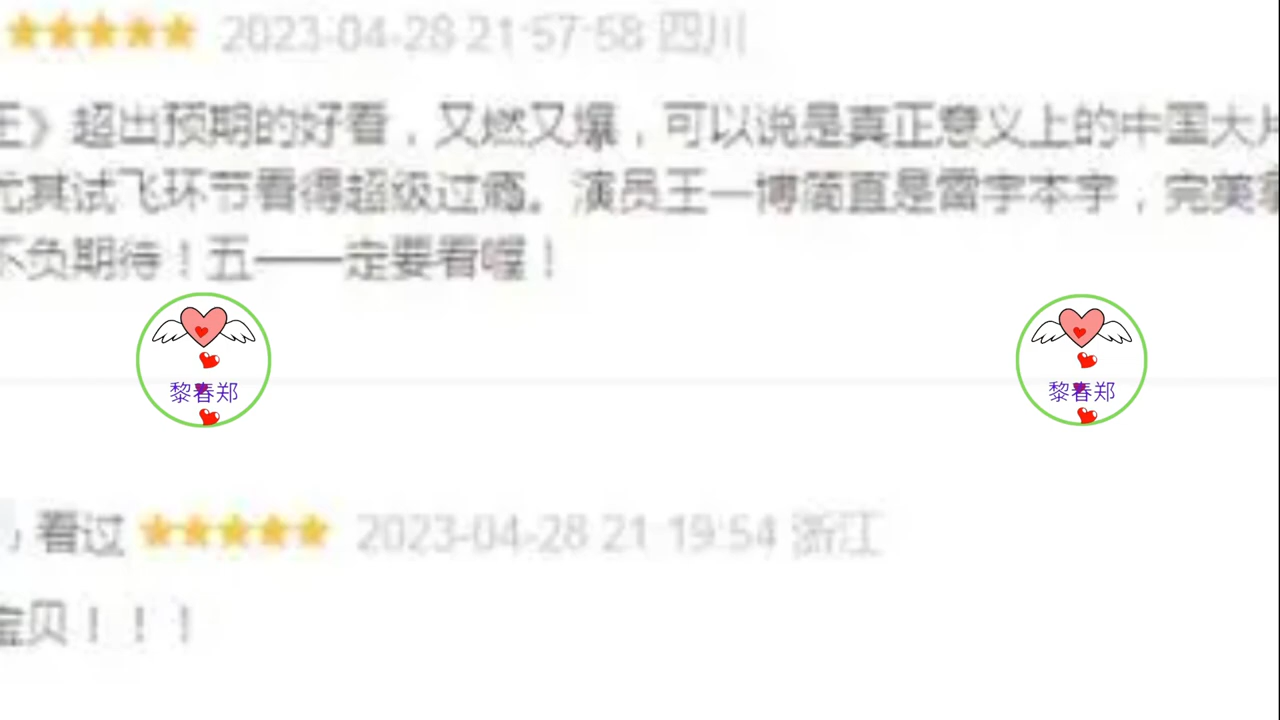 2023-04-28 21:57:58 四川
王》超出预期的好看，又燃又爆，可以说是真正意义上的中国大片
尤其试飞环节看得超级过瘾。演员王一博简直是雷宇本宇，完美
不负期待！五一一定要看喔！
黎春郑
黎春郑
看过 2023-04-28 21:19:54 浙江
宝贝！！！